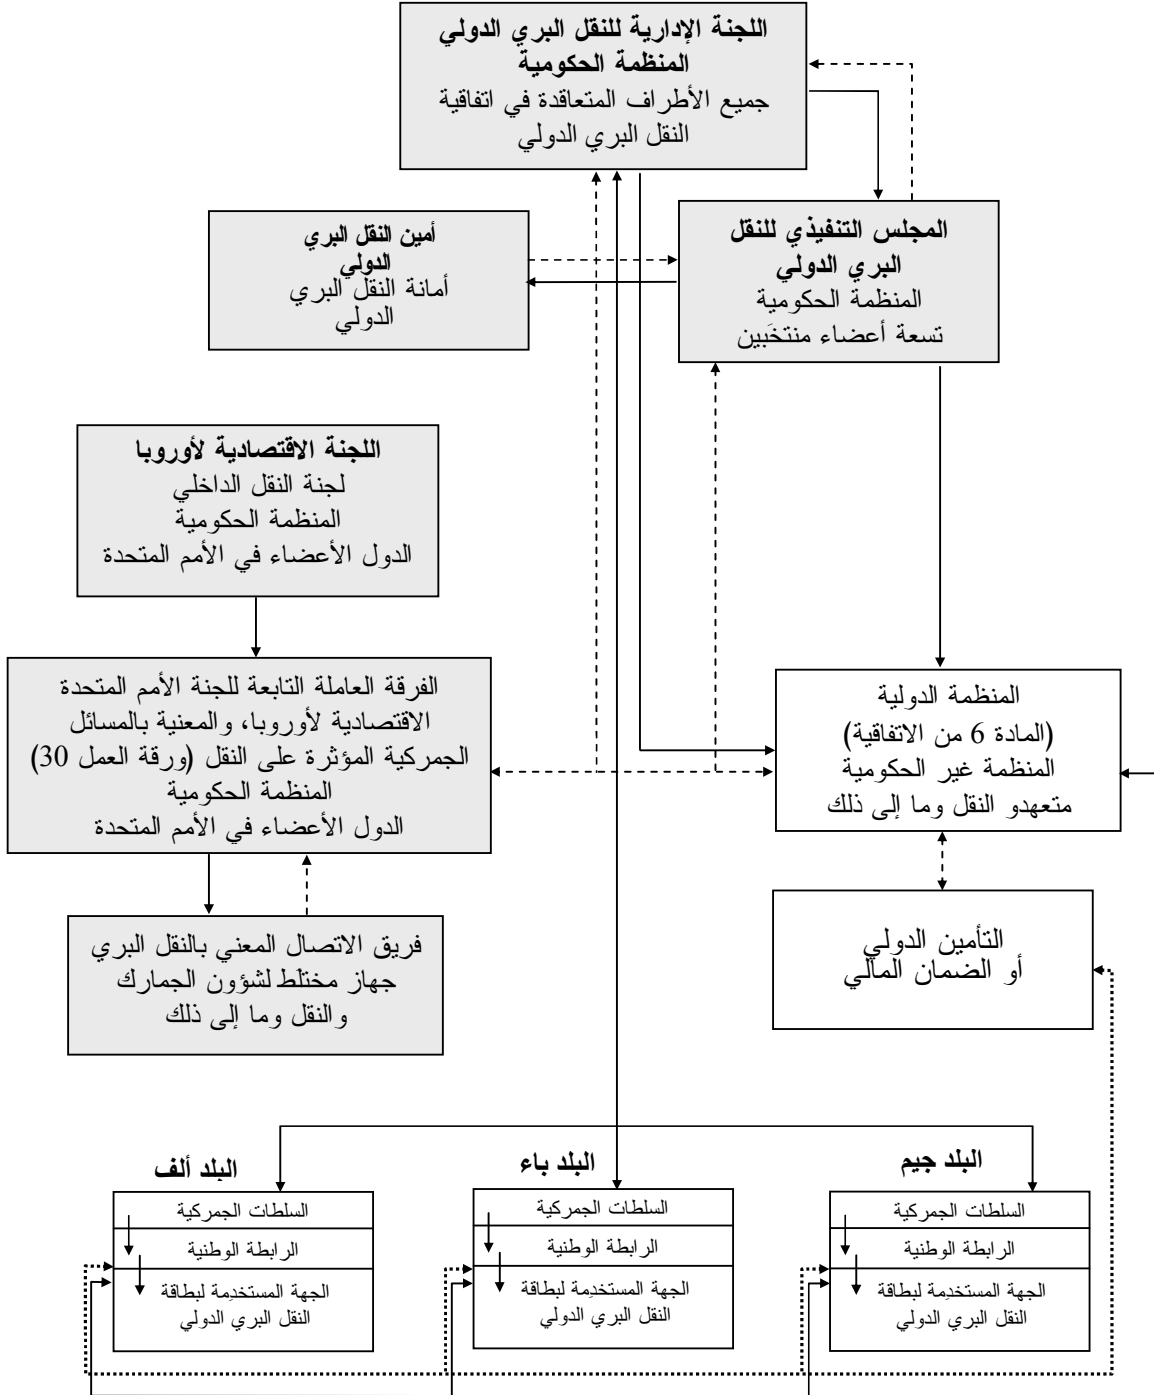 اللجنة الإدارية للنقل البري الدولي
المنظمة الحكومية
جميع الأطراف المتعاقدة في اتفاقية
النقل البري الدولي
المجلس التنفيذي للنقل
البري الدولي
المنظمة الحكومية
تسعة أعضاء منتخَبين
أمين النقل البري
الدولي
أمانة النقل البري
الدولي
اللجنة الاقتصادية لأوروبا
لجنة النقل الداخلي
المنظمة الحكومية
الدول الأعضاء في الأمم المتحدة
الفرقة العاملة التابعة للجنة الأمم المتحدة
الاقتصادية لأوروبا، والمعنية بالمسائل
الجمركية المؤثرة على النقل (ورقة العمل 30)
المنظمة الحكومية
الدول الأعضاء في الأمم المتحدة
المنظمة الدولية
(المادة 6 من الاتفاقية)
المنظمة غير الحكومية
متعهدو النقل وما إلى ذلك
فريق الاتصال المعني بالنقل البري
جهاز مختلط لشؤون الجمارك
والنقل وما إلى ذلك
التأمين الدولي
أو الضمان المالي
البلد جيم
السلطات الجمركية
الرابطة الوطنية
الجهة المستخدِمة لبطاقة
النقل البري الدولي
البلد باء
السلطات الجمركية
الرابطة الوطنية
الجهة المستخدِمة لبطاقة
النقل البري الدولي
البلد ألف
السلطات الجمركية
الرابطة الوطنية
الجهة المستخدِمة لبطاقة
النقل البري الدولي